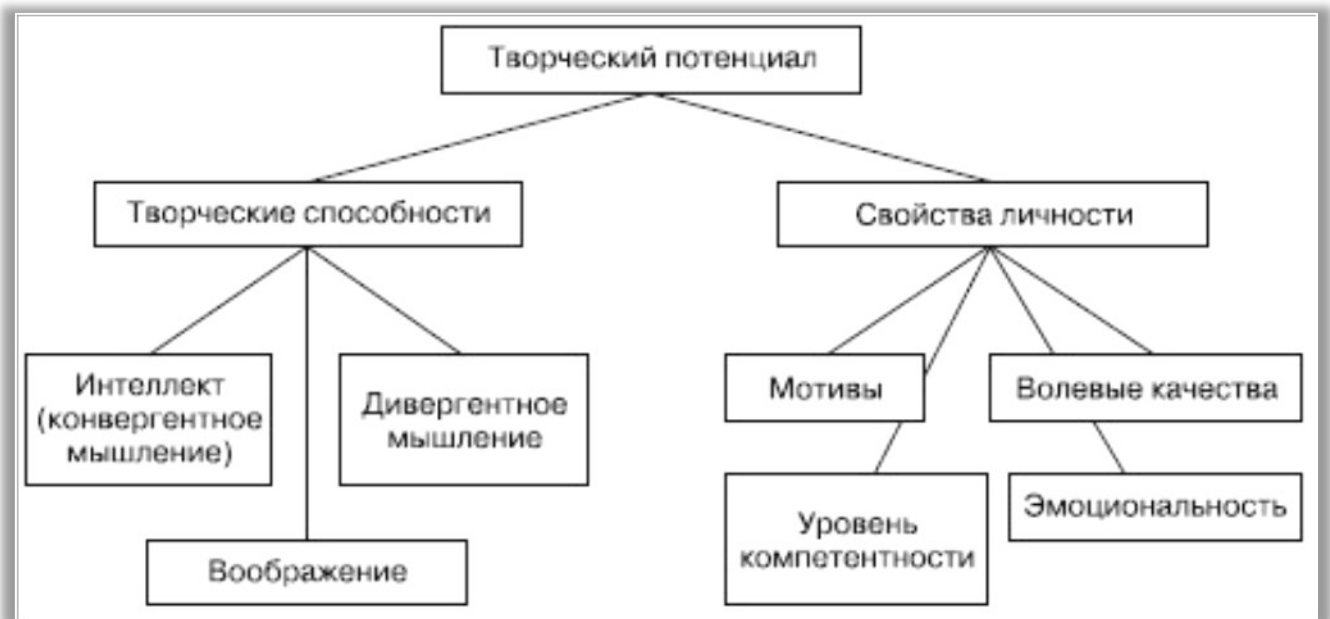 Творческий потенциал
Творческие способности
Свойства личности
Интеллект
(конвергентное
мышление)
Дивергентное
мышление
Мотивы
Волевые качества
Уровень
компетентности
Эмоциональность
Воображение